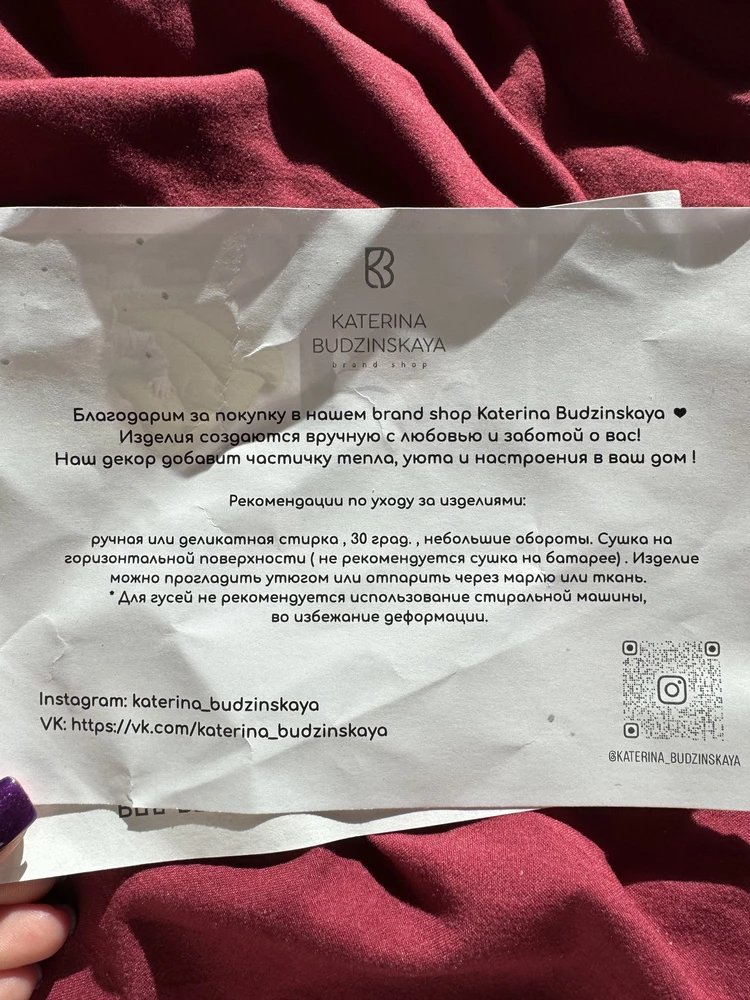 KATERINA
BUDZINSKAYA
brand shop
Благодарим за покупку в нашем brand shop Katerina Budzinskaya ♥
Изделия создаются вручную с любовью и заботой о вас!
Наш декор добавит частичку тепла, уюта и настроения в ваш дом !
Рекомендации по уходу за изделиями:
ручная или деликатная стирка , 30 град. , небольшие обороты. Сушка на
горизонтальной поверхности ( не рекомендуется сушка на батарее) . Изделие
можно прогладить утюгом или отпарить через марлю или ткань.
* Для гусей не рекомендуется использование стиральной машины,
во избежание деформации.
Instagram: katerina_budzinskaya
VK: https://vk.com/katerina_budzinskaya
@KATERINA_BUDZINSKAYA